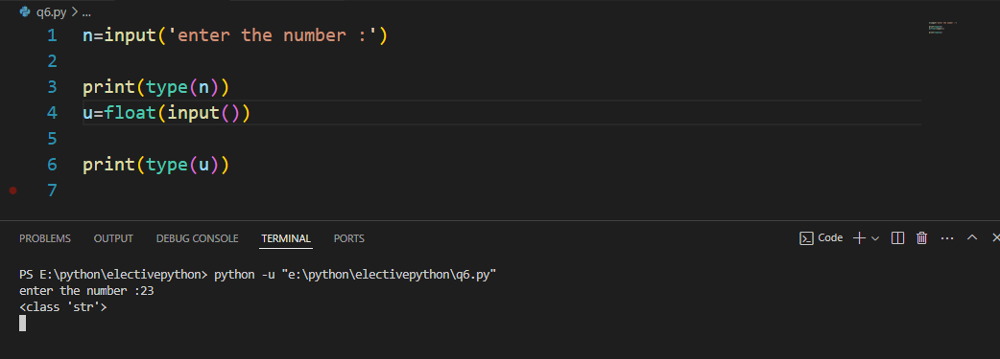 q6.py > ...
1 n=input('enter the number :')
2
3 print(type(n))
4 u=float(input())
5
6 print(type(u))
7
PROBLEMS OUTPUT DEBUG CONSOLE TERMINAL PORTS Code
PS E:\python\electivepython> python -u "e:\python\electivepython\q6.py"
enter the number :23
<class 'str'>